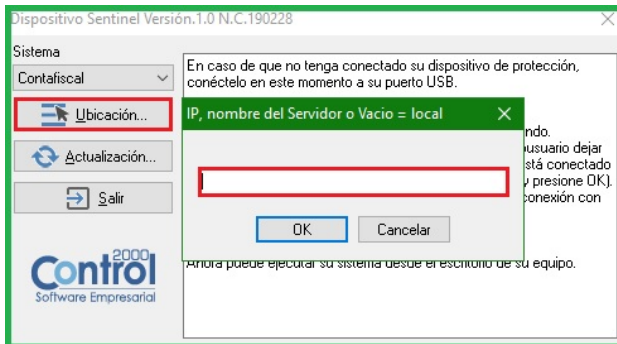 Dispositivo Sentinel Versión.1.0 N.C.190228
Sistema
Contafiscal
Ubicación...
Actualización...
Salir
Control
2000
Software Empresarial
En caso de que no tenga conectado su dispositivo de protección,
conéctelo en este momento a su puerto USB.
IP, nombre del Servidor o Vacio = local
OK
Cancelar
ndo.
usuario dejar
stá conectado
y presione OK).
conexión con
Ahora puede ejecutar su sistema desde el escritorio de su equipo.